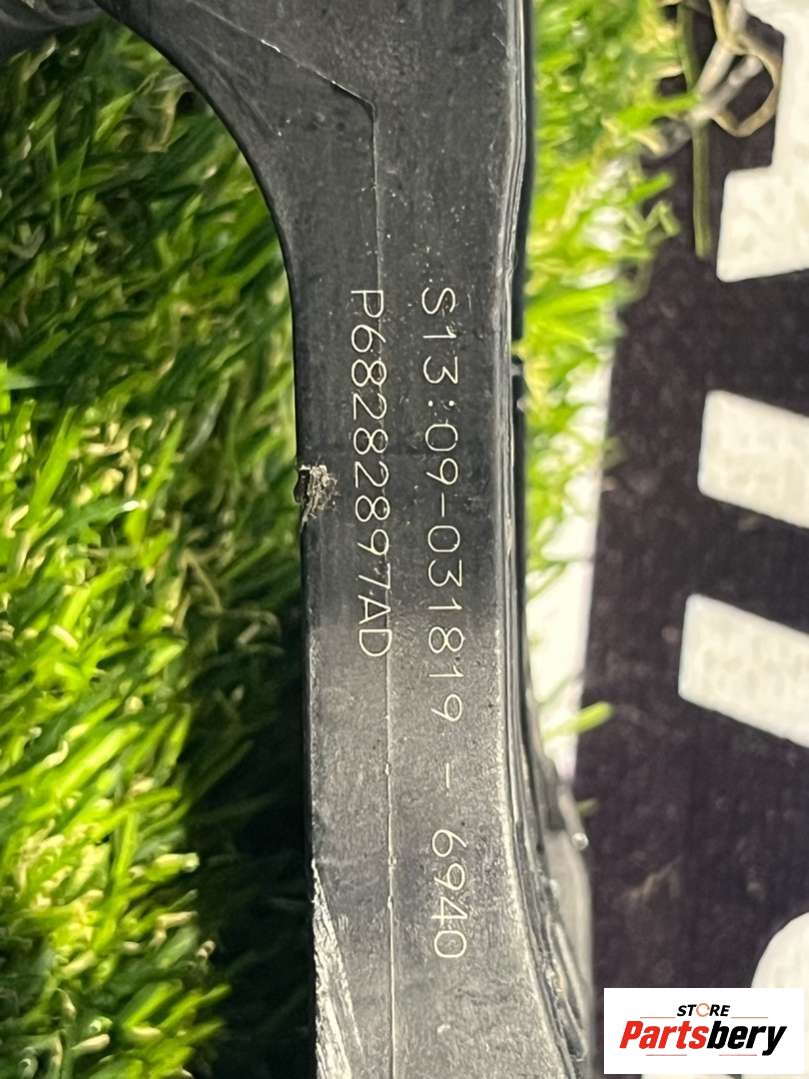 S13:09-031819 - 6940
P68282897AD
STORE
Partsbery